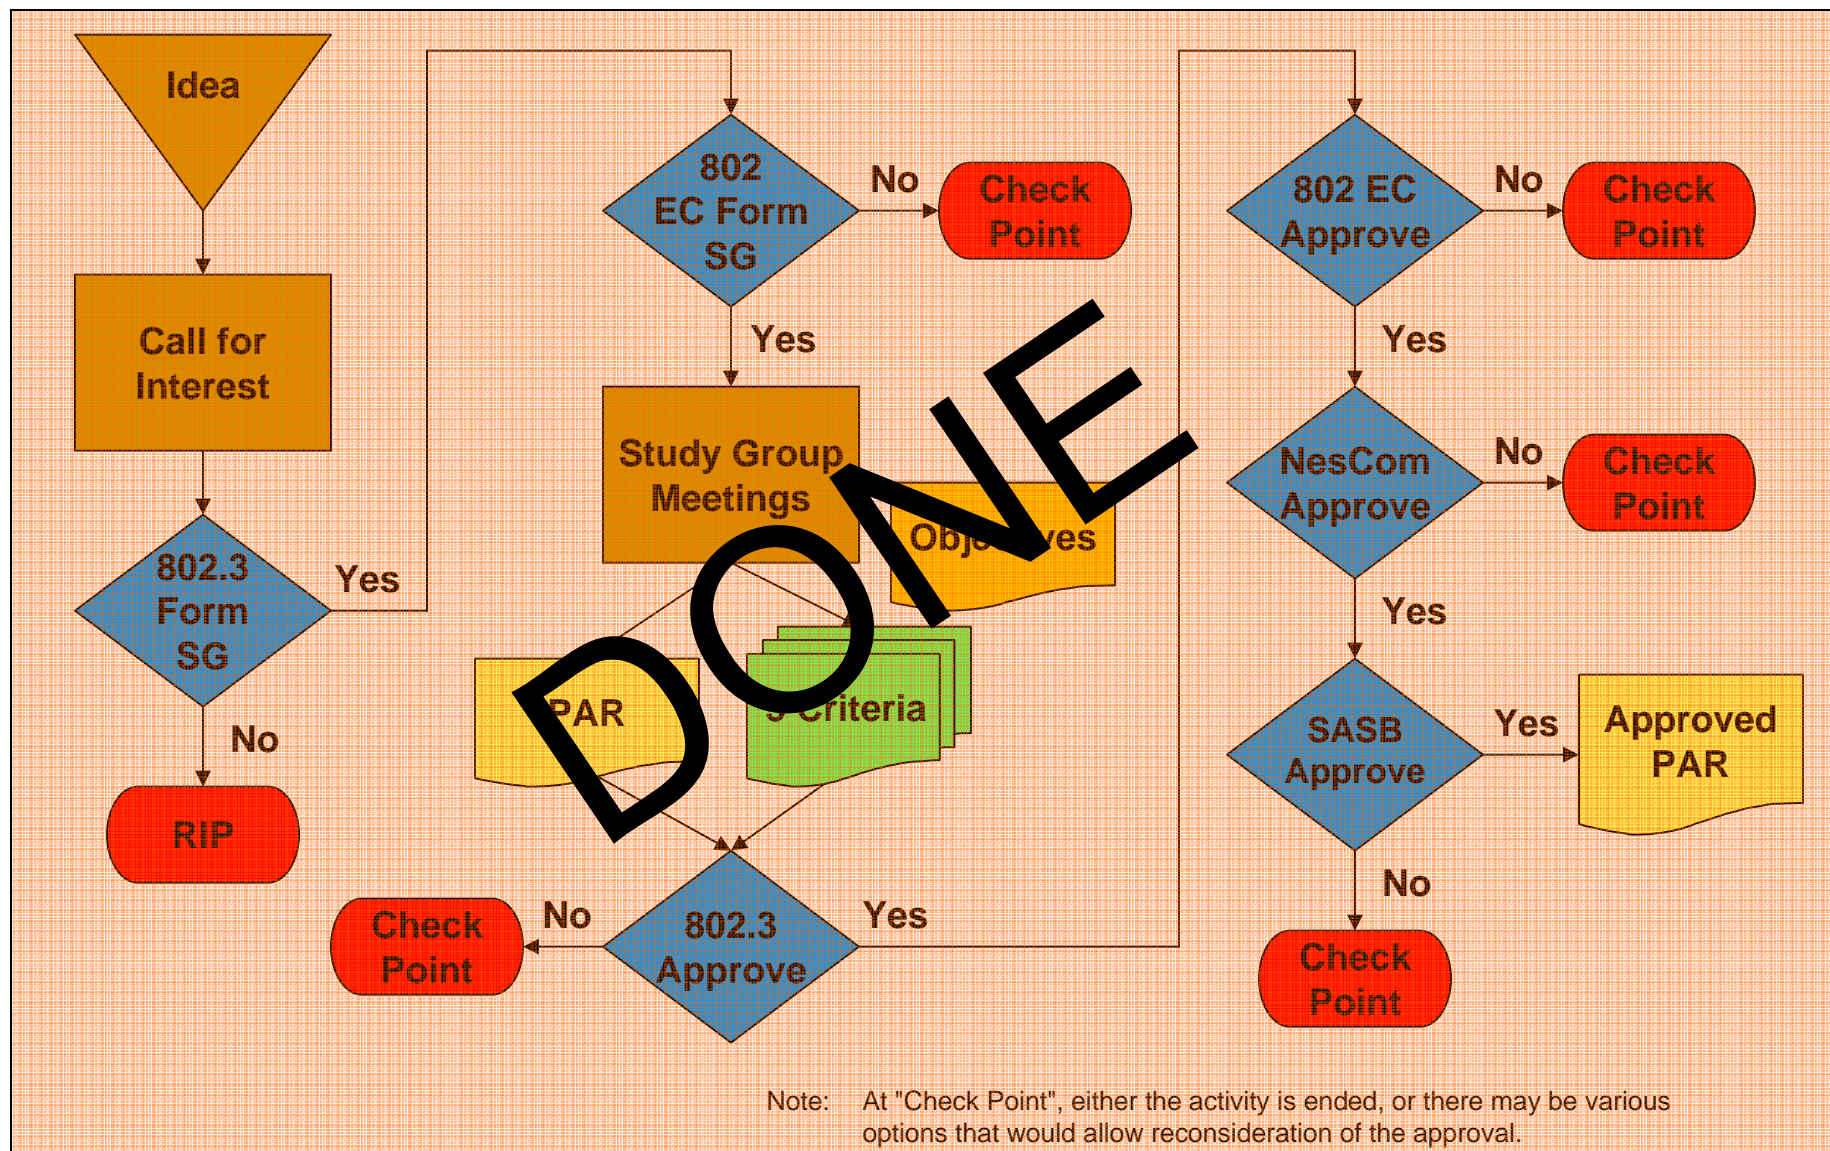 Idea
Call for
Interest
802.3
Form
SG
Yes
No
RIP
802
EC Form
SG
No
Check
Point
Yes
Study Group
Meetings
Objectives
PAR
Criteria
DONE
802.3
Approve
No
Check
Point
Yes
802 EC
Approve
No
Check
Point
Yes
NesCom
Approve
No
Check
Point
Yes
SASB
Approve
Yes
Approved
PAR
No
Check
Point
Note: At "Check Point", either the activity is ended, or there may be various
options that would allow reconsideration of the approval.